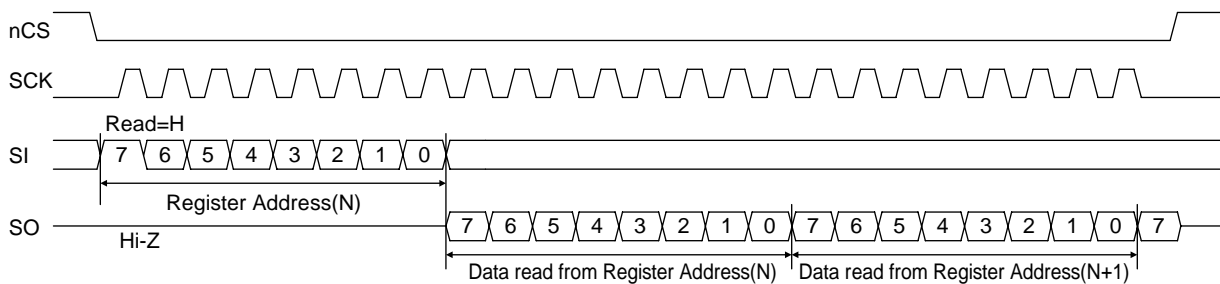 nCS
SCK
Read=H
SI 7 6 5 4 3 2 1 0
Register Address(N)
SO Hi-Z 7 6 5 4 3 2 1 0 7 6 5 4 3 2 1 0 7
Data read from Register Address(N) Data read from Register Address(N+1)